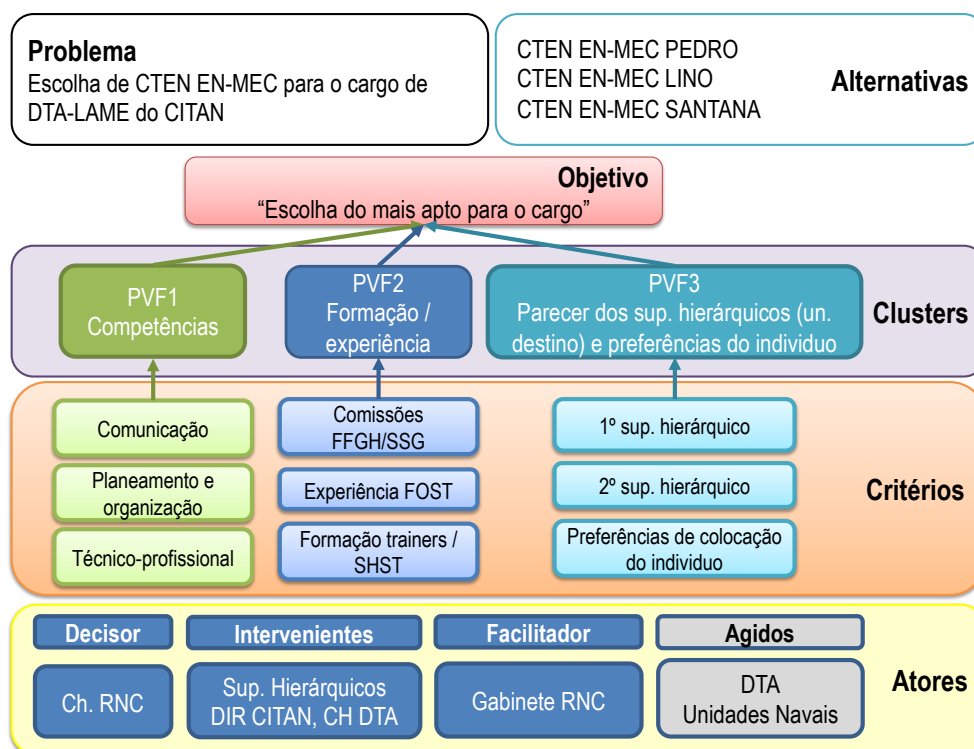 Problema
Escolha de CTEN EN-MEC para o cargo de
DTA-LAME do CITAN
CTEN EN-MEC PEDRO
CTEN EN-MEC LINO
CTEN EN-MEC SANTANA
Alternativas
Objetivo
“Escolha do mais apto para o cargo”
PVF1
Competências
PVF2
Formação /
experiência
PVF3
Parecer dos sup. hierárquicos (un.
destino) e preferências do individuo
Clusters
Comunicação
Planeamento e
organização
Técnico-profissional
Comissões
FFGH/SSG
Experiência FOST
Formação trainers /
SHST
1º sup. hierárquico
2º sup. hierárquico
Preferências de colocação
do individuo
Critérios
Decisor
Intervenientes
Facilitador
Agidos
Ch. RNC
Sup. Hierárquicos
DIR CITAN, CH DTA
Gabinete RNC
DTA
Unidades Navais
Atores